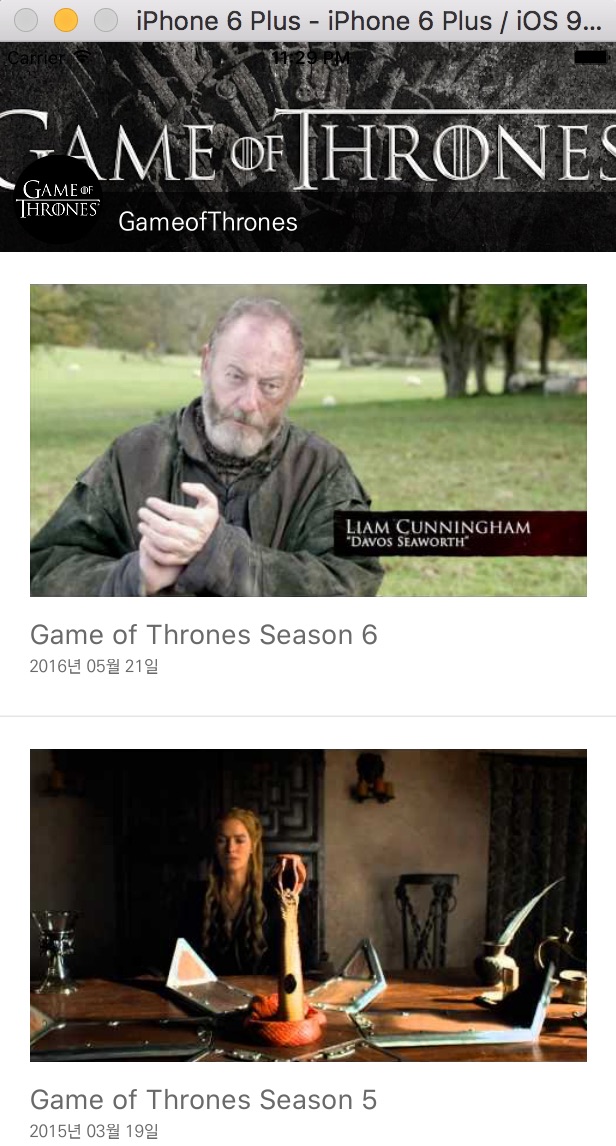 iPhone 6 Plus - iPhone 6 Plus / iOS 9...
Carrier 11:29 PM
GAME OF THRONES
GAME OF
THRONES
GameofThrones
LIAM CUNNINGHAM
"DAVOS SEAWORTH"
Game of Thrones Season 6
2016년 05월 21일
Game of Thrones Season 5
2015년 03월 19일